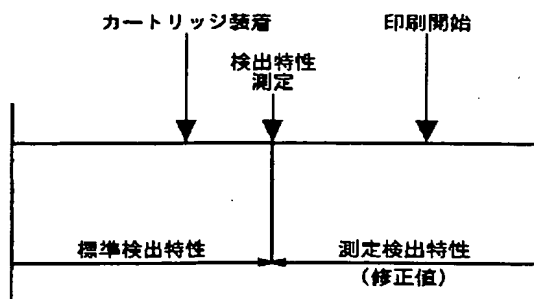 カートリッジ装着
印刷開始
検出特性
測定
標準検出特性
測定検出特性
(修正値)